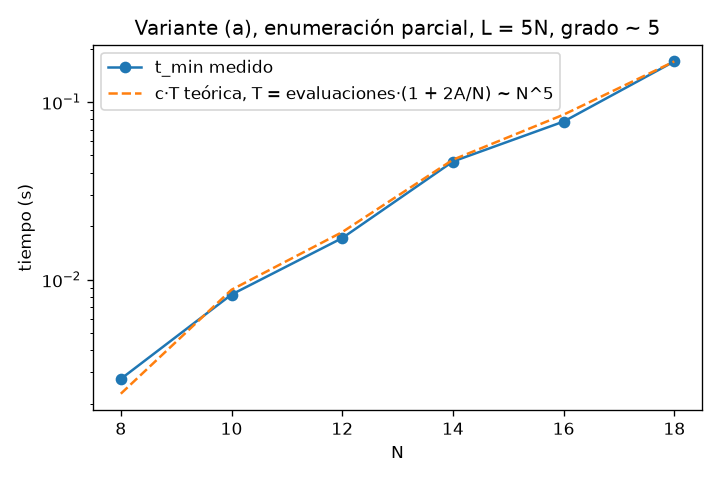 Variante (a), enumeración parcial, L = 5N, grado ~ 5
t_min medido
c·T teórica, T = evaluaciones·(1 + 2A/N) ~ N^5
tiempo (s)
10⁻¹
10⁻²
8 10 12 14 16 18
N